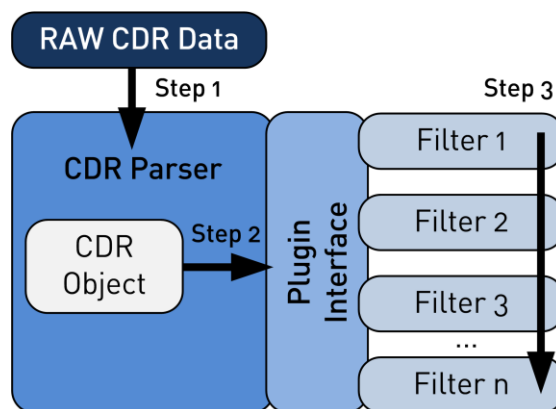 RAW CDR Data
Step 1
Step 3
CDR Parser
Filter 1
CDR
Object
Step 2
Plugin
Interface
Filter 2
Filter 3
...
Filter n